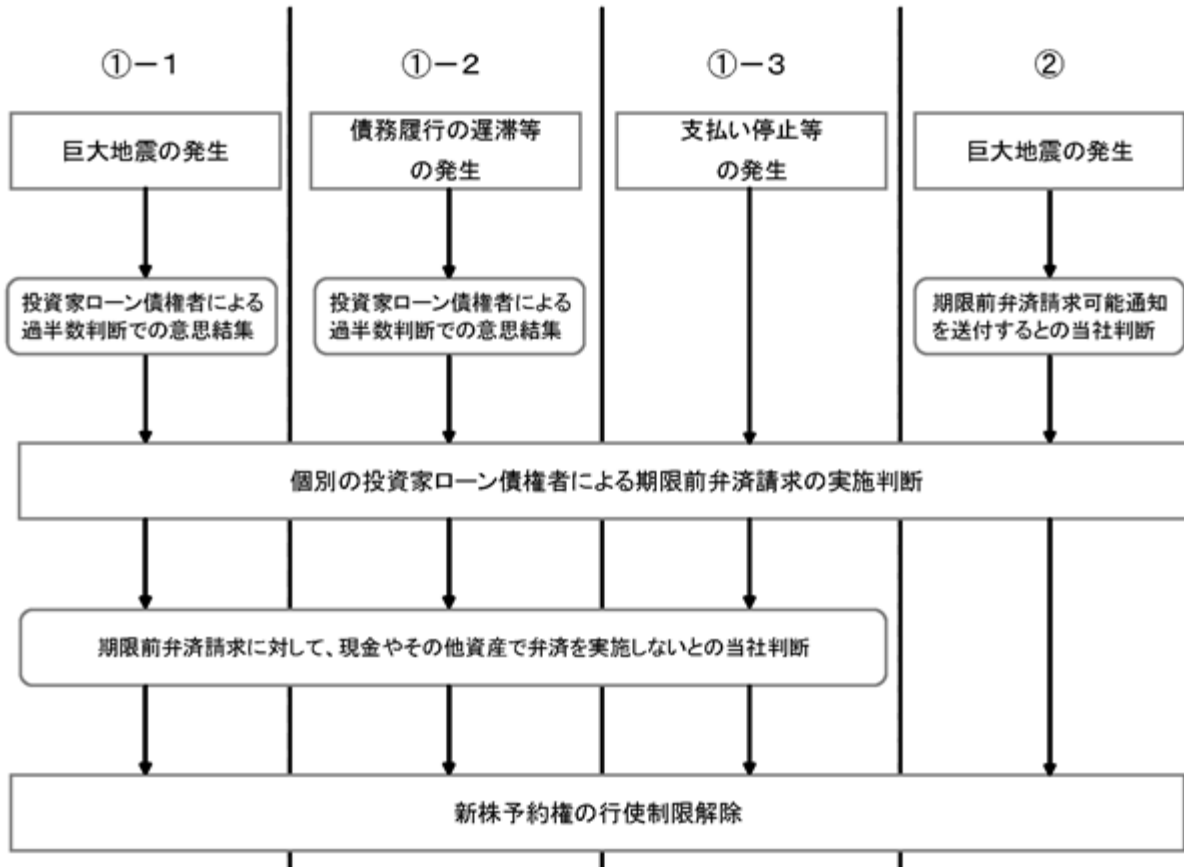 ①－１
①－２
①－３
②
巨大地震の発生
債務履行の遅滞等
の発生
支払い停止等
の発生
巨大地震の発生
投資家ローン債権者による
過半数判断での意思結集
投資家ローン債権者による
過半数判断での意思結集
期限前弁済請求可能通知
を送付するとの当社判断
個別の投資家ローン債権者による期限前弁済請求の実施判断
期限前弁済請求に対して、現金やその他資産で弁済を実施しないとの当社判断
新株予約権の行使制限解除